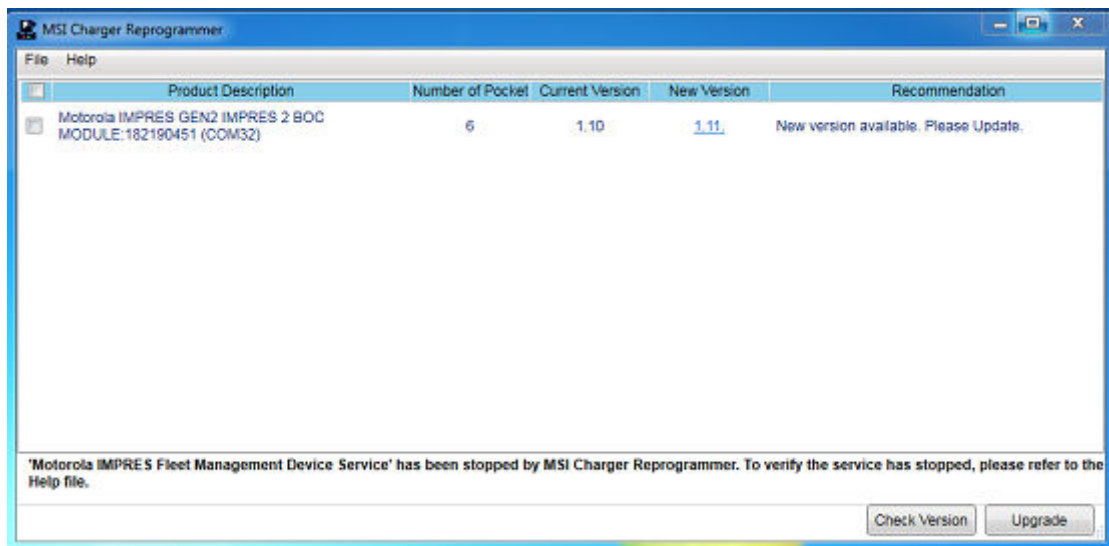 MSI Charger Reprogrammer
File Help
Product Description Number of Pocket Current Version New Version Recommendation
Motorola IMPRES GEN2 IMPRES 2 BOC
MODULE:182190451 (COM32) 6 1.10 1.11. New version available. Please Update.
'Motorola IMPRES Fleet Management Device Service' has been stopped by MSI Charger Reprogrammer. To verify the service has stopped, please refer to the
Help file.
Check Version Upgrade